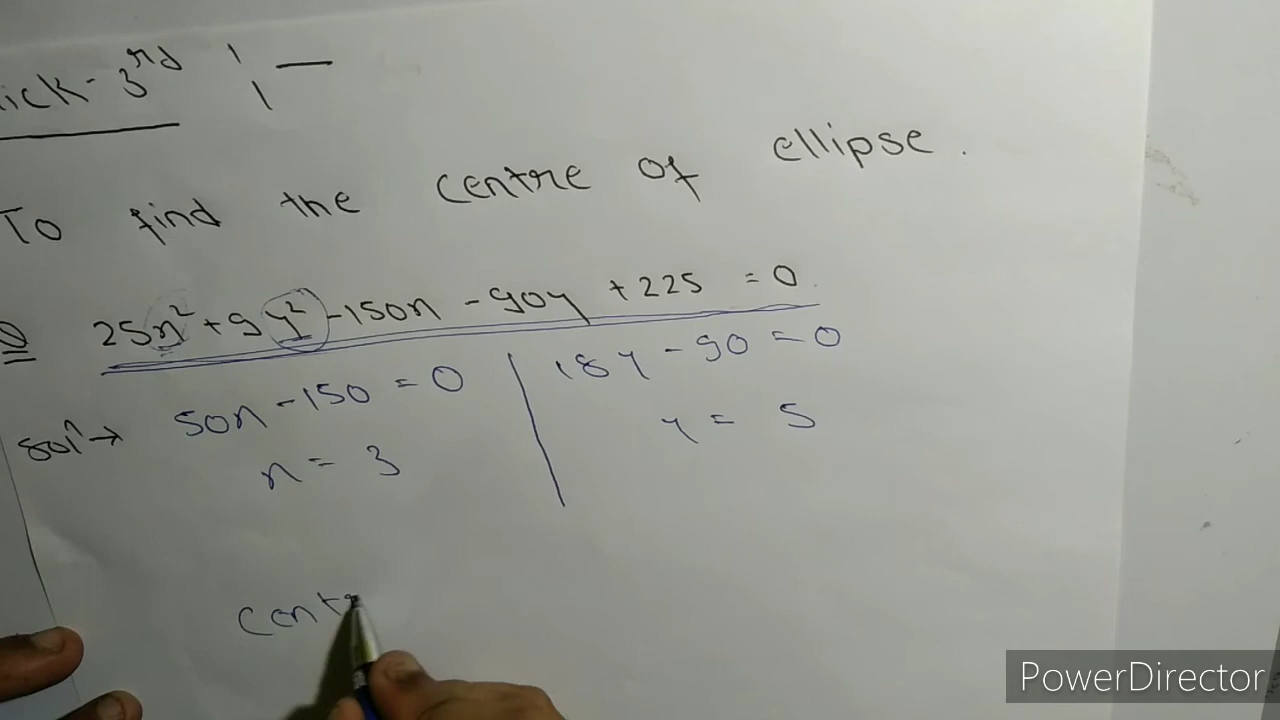 ick-3rd :-
To find the centre of ellipse.
Q 25x²+9y²-150x-90y+225=0
Solⁿ→ 50x-150=0 | 18y-90=0
x=3 | y=5
Cent
PowerDirector